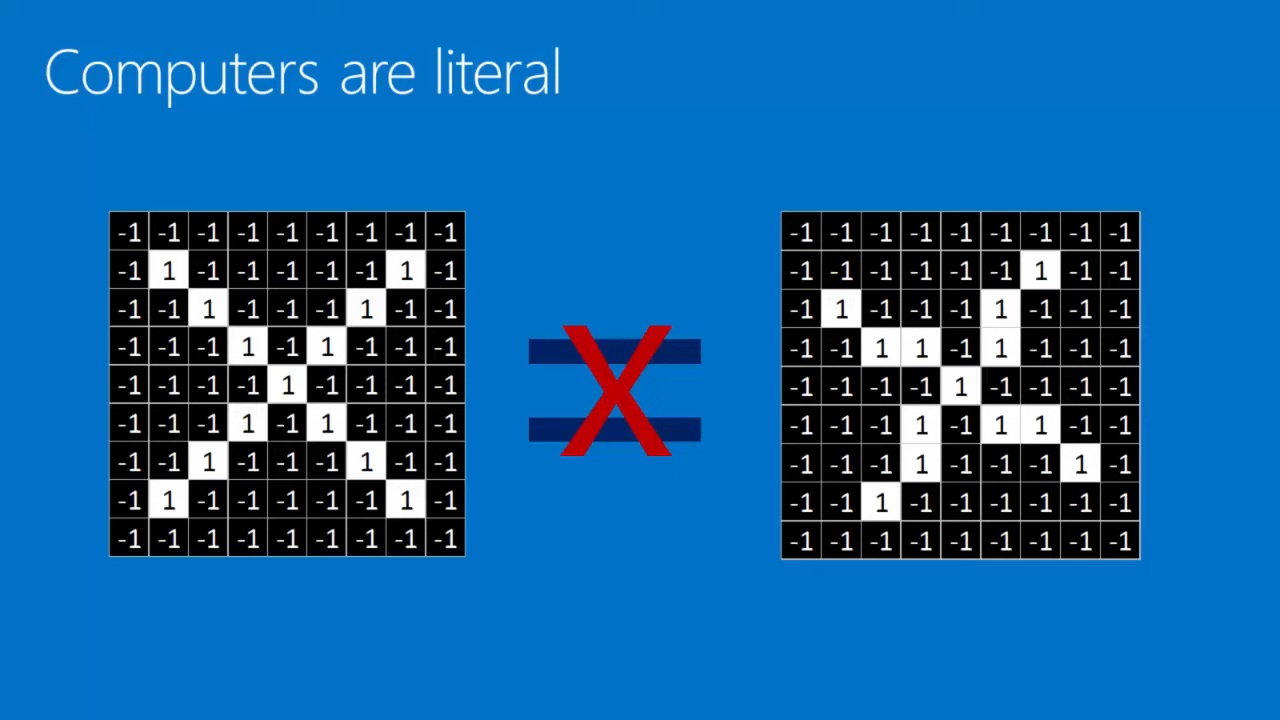 Computers are literal
-1 -1 -1 -1 -1 -1 -1 -1 -1
-1 1 -1 -1 -1 -1 -1 1 -1
-1 -1 1 -1 -1 -1 1 -1 -1
-1 -1 -1 1 -1 1 -1 -1 -1
-1 -1 -1 -1 1 -1 -1 -1 -1
-1 -1 -1 1 -1 1 -1 -1 -1
-1 -1 1 -1 -1 -1 1 -1 -1
-1 1 -1 -1 -1 -1 -1 1 -1
-1 -1 -1 -1 -1 -1 -1 -1 -1
-1 -1 -1 -1 -1 -1 -1 -1 -1
-1 -1 -1 -1 -1 -1 1 -1 -1
-1 1 -1 -1 -1 1 -1 -1 -1
-1 -1 1 1 -1 1 -1 -1 -1
-1 -1 -1 -1 1 -1 -1 -1 -1
-1 -1 -1 1 -1 1 1 -1 -1
-1 -1 -1 1 -1 -1 -1 1 -1
-1 -1 1 -1 -1 -1 -1 -1 -1
-1 -1 -1 -1 -1 -1 -1 -1 -1